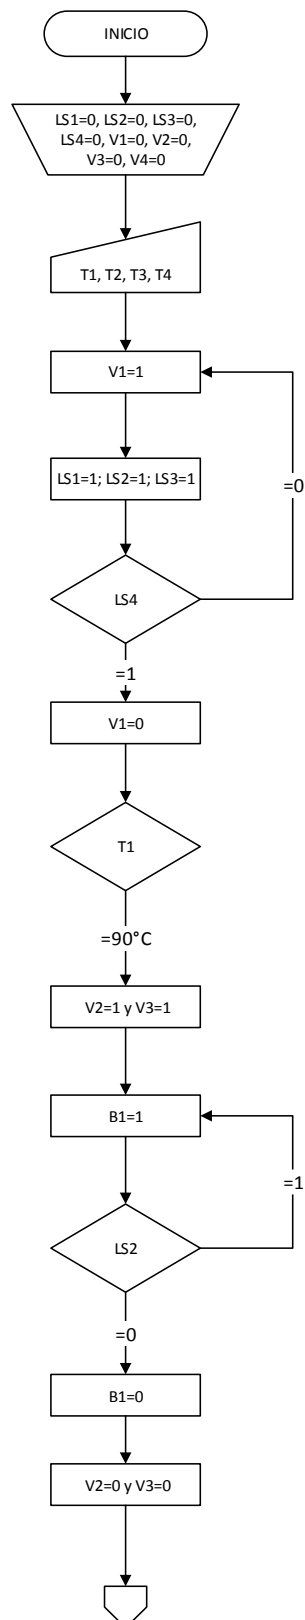 INICIO
LS1=0, LS2=0, LS3=0,
LS4=0, V1=0, V2=0,
V3=0, V4=0
T1, T2, T3, T4
V1=1
LS1=1; LS2=1; LS3=1
=0
LS4
=1
V1=0
T1
=90°C
V2=1 y V3=1
B1=1
=1
LS2
=0
B1=0
V2=0 y V3=0